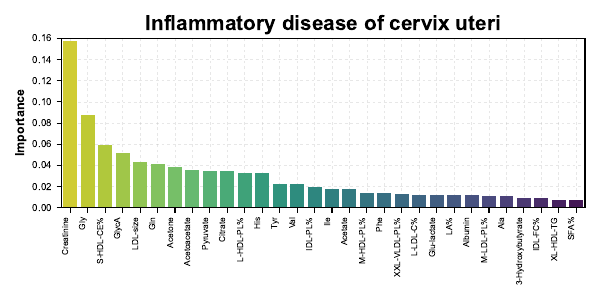 Inflammatory disease of cervix uteri
Importance
0.16
0.14
0.12
0.10
0.08
0.06
0.04
0.02
0.00
Creatinine
Gly
S-HDL-CE%
GlycA
LDL-size
Gln
Acetone
Acetoacetate
Pyruvate
Citrate
L-HDL-PL%
His
Tyr
Val
IDL-PL%
Ile
Acetate
M-HDL-PL%
Phe
XXL-VLDL-PL%
L-LDL-C%
Glu-lactate
LA%
Albumin
M-LDL-PL%
Ala
3-Hydroxybutyrate
IDL-FC%
XL-HDL-TG
SFA%